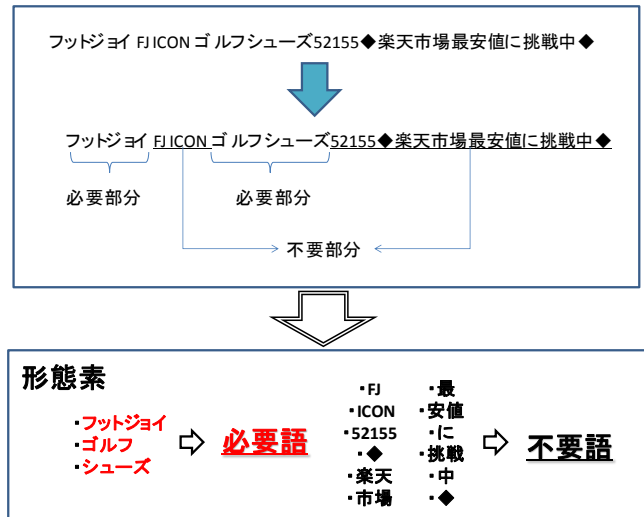 フットジョイ FJ ICON ゴルフシューズ52155◆楽天市場最安値に挑戦中◆
フットジョイ FJ ICON ゴルフシューズ52155◆楽天市場最安値に挑戦中◆
必要部分
必要部分
不要部分
形態素
・フットジョイ
・ゴルフ
・シューズ
必要語
・FJ
・ICON
・52155
・◆
・楽天
・市場
・最
・安値
・に
・挑戦
・中
・◆
不要語